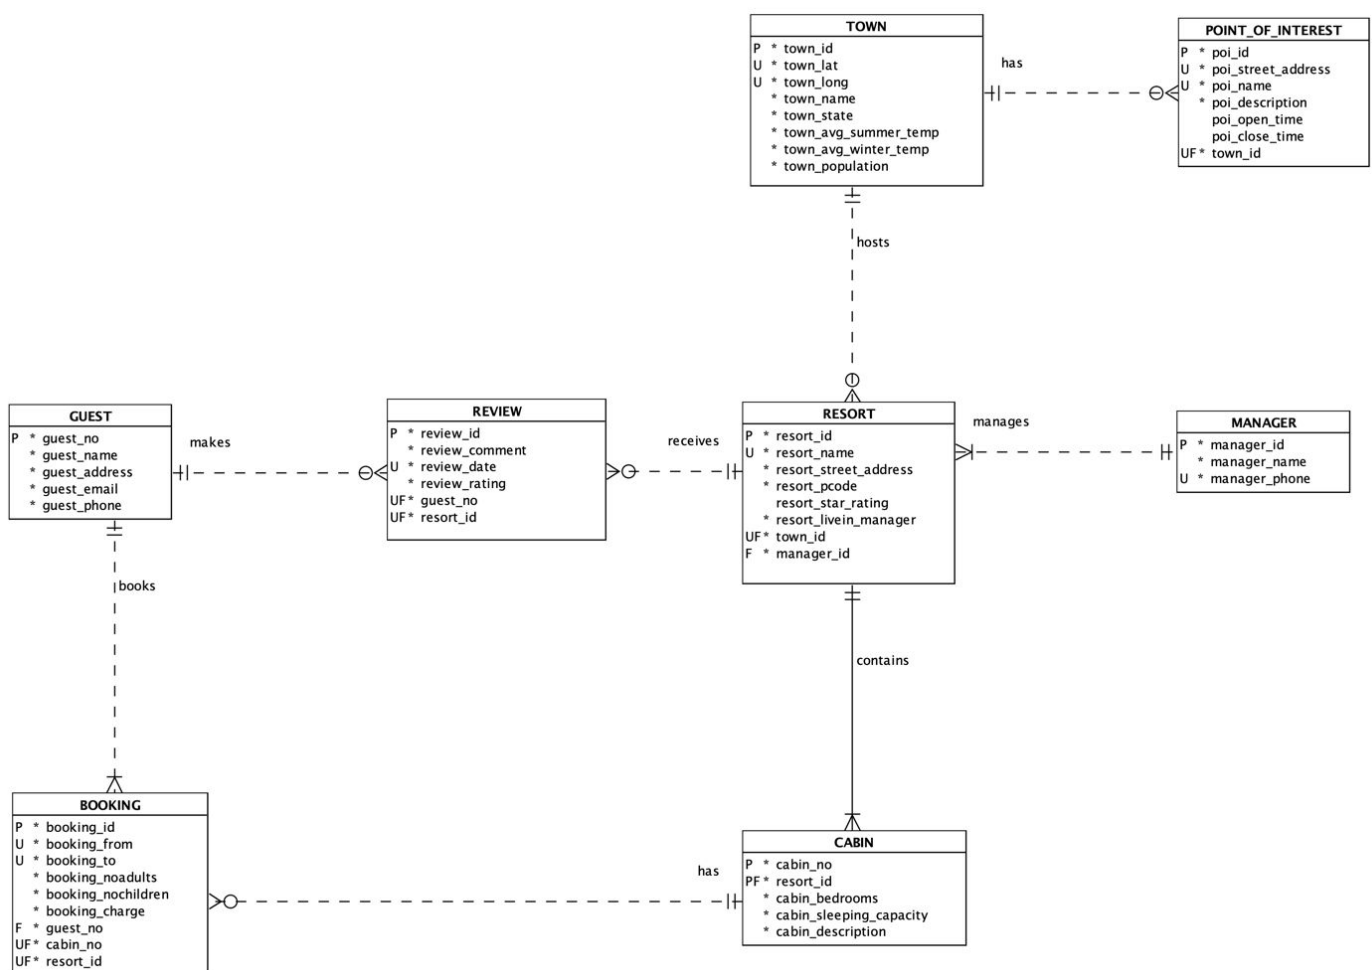 TOWN
P * town_id
U * town_lat
U * town_long
* town_name
* town_state
* town_avg_summer_temp
* town_avg_winter_temp
* town_population
has
POINT_OF_INTEREST
P * poi_id
U * poi_street_address
U * poi_name
* poi_description
poi_open_time
poi_close_time
UF * town_id
hosts
GUEST
P * guest_no
* guest_name
* guest_address
* guest_email
* guest_phone
makes
REVIEW
P * review_id
* review_comment
U * review_date
* review_rating
UF * guest_no
UF * resort_id
receives
RESORT
P * resort_id
U * resort_name
* resort_street_address
* resort_pcode
resort_star_rating
* resort_livein_manager
UF * town_id
F * manager_id
manages
MANAGER
P * manager_id
* manager_name
U * manager_phone
books
contains
BOOKING
P * booking_id
U * booking_from
U * booking_to
* booking_noadults
* booking_nochildren
* booking_charge
F * guest_no
UF * cabin_no
UF * resort_id
has
CABIN
P * cabin_no
PF * resort_id
* cabin_bedrooms
* cabin_sleeping_capacity
* cabin_description